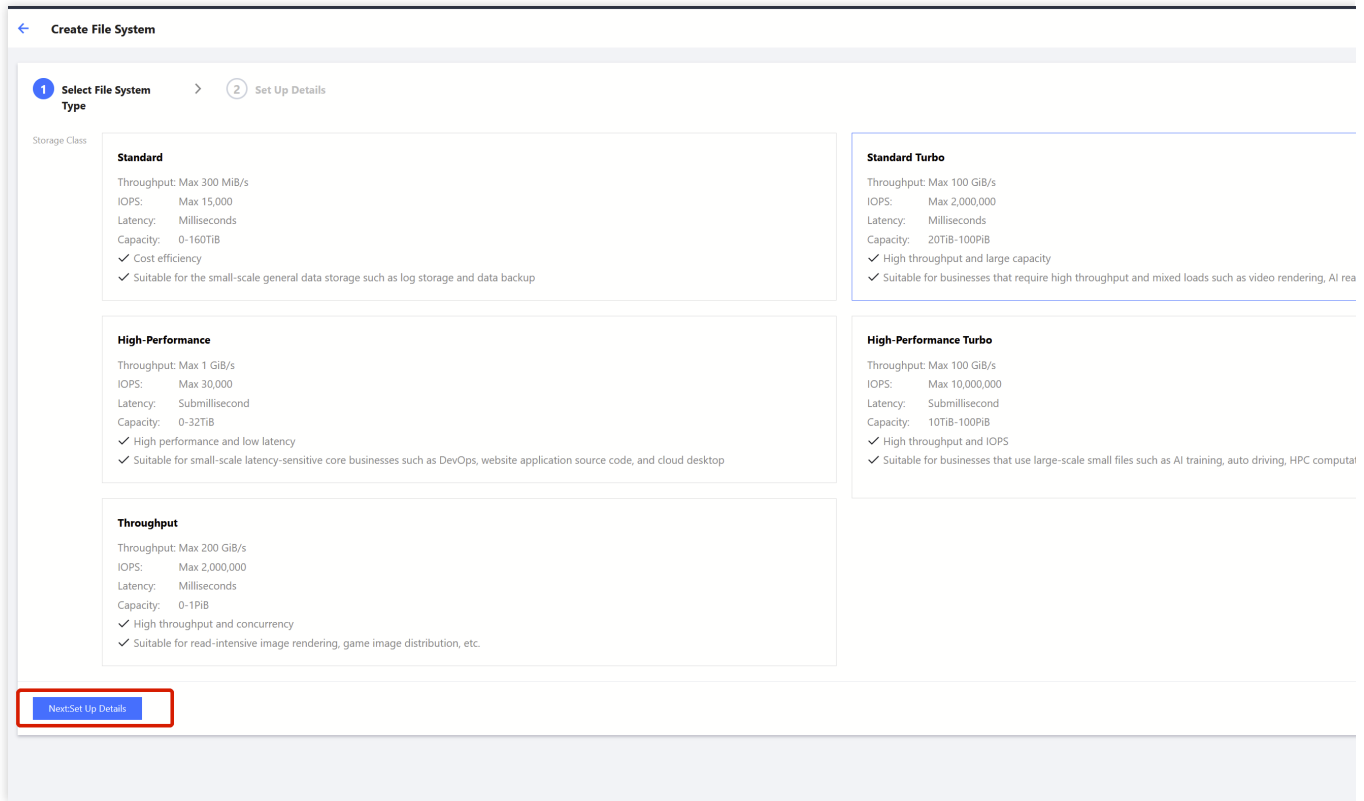 Create File System
1 Select File System Type
2 Set Up Details
Storage Class
Standard
Throughput: Max 300 MiB/s
IOPS: Max 15,000
Latency: Milliseconds
Capacity: 0-160TiB
Cost efficiency
Suitable for the small-scale general data storage such as log storage and data backup
Standard Turbo
Throughput: Max 100 GiB/s
IOPS: Max 2,000,000
Latency: Milliseconds
Capacity: 20TiB-100PiB
High throughput and large capacity
Suitable for businesses that require high throughput and mixed loads such as video rendering, AI rea
High-Performance
Throughput: Max 1 GiB/s
IOPS: Max 30,000
Latency: Submillisecond
Capacity: 0-32TiB
High performance and low latency
Suitable for small-scale latency-sensitive core businesses such as DevOps, website application source code, and cloud desktop
High-Performance Turbo
Throughput: Max 100 GiB/s
IOPS: Max 10,000,000
Latency: Submillisecond
Capacity: 10TiB-100PiB
High throughput and IOPS
Suitable for businesses that use large-scale small files such as AI training, auto driving, HPC computat
Throughput
Throughput: Max 200 GiB/s
IOPS: Max 2,000,000
Latency: Milliseconds
Capacity: 0-1PiB
High throughput and concurrency
Suitable for read-intensive image rendering, game image distribution, etc.
Next:Set Up Details